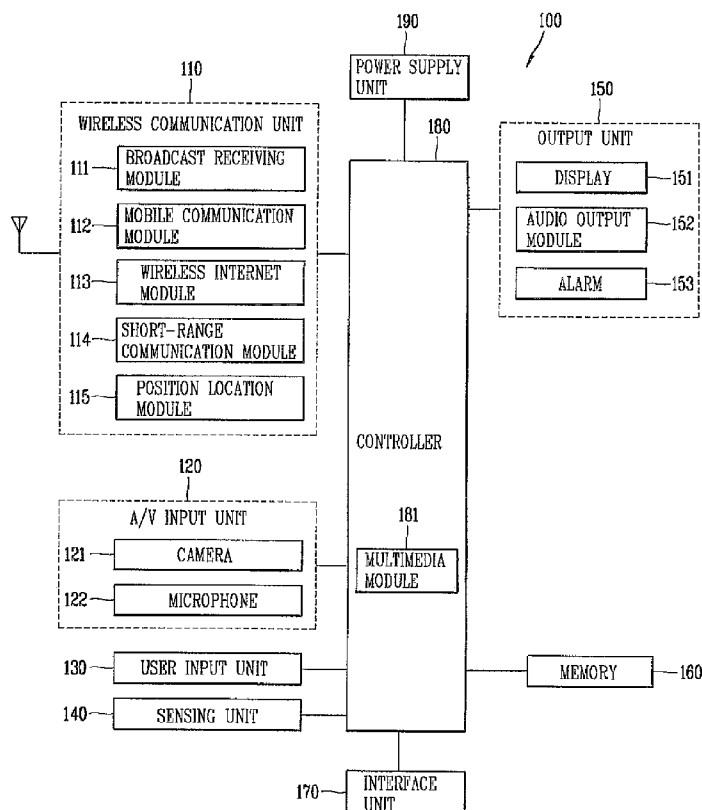 190
100
POWER SUPPLY
UNIT
110
WIRELESS COMMUNICATION UNIT
111
BROADCAST RECEIVING
MODULE
112
MOBILE COMMUNICATION
MODULE
113
WIRELESS INTERNET
MODULE
114
SHORT-RANGE
COMMUNICATION MODULE
115
POSITION LOCATION
MODULE
180
150
OUTPUT UNIT
DISPLAY
151
AUDIO OUTPUT
MODULE
152
ALARM
153
CONTROLLER
120
A/V INPUT UNIT
121
CAMERA
122
MICROPHONE
181
MULTIMEDIA
MODULE
130
USER INPUT UNIT
140
SENSING UNIT
MEMORY
160
170
INTERFACE
UNIT